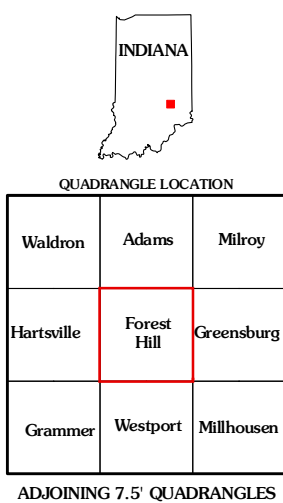 INDIANA
QUADRANGLE LOCATION
Waldron Adams Milroy
Hartsville Forest Hill Greensburg
Grammer Westport Millhousen
ADJOINING 7.5' QUADRANGLES